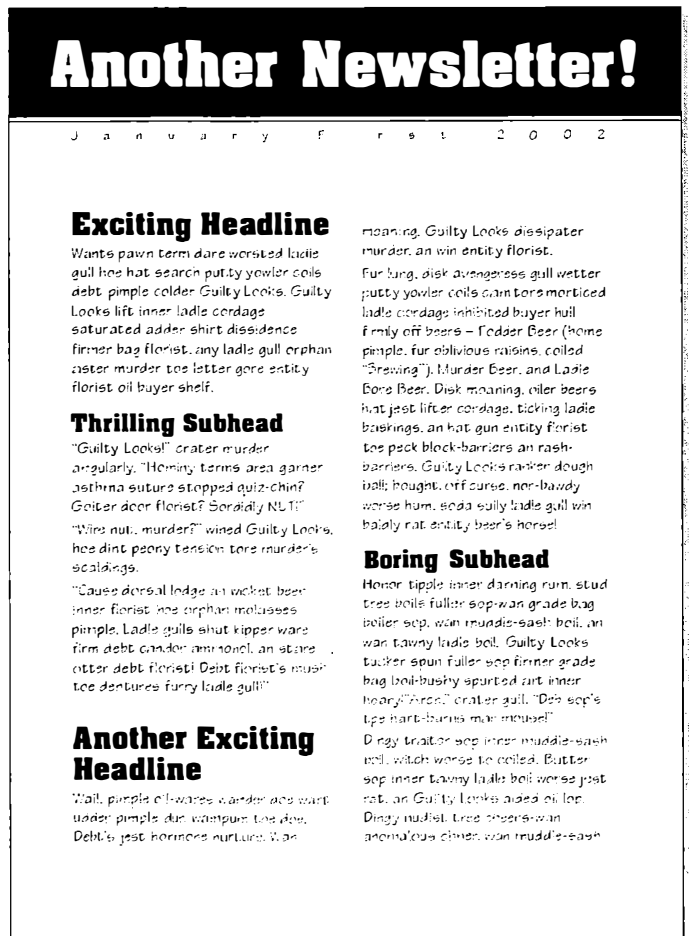 Another Newsletter!
January First 2002
Exciting Headline
Wants pawn term dare worsted ladle
gull hoe hat search putty yowler coils
debt pimple colder Guilty Looks. Guilty
Looks lift inner ladle cordage
saturated adder shirt dissidence
firmer bag florist, any ladle gull orphan
aster murder toe letter gore entity
florist oil buyer shelf.
Thrilling Subhead
"Guilty Looks!" crater murder
angularly, "Hominy terms area garner
asthma suture stopped quiz-chin?
Goiter door florist? Sordidly NUT!"
"Wire nut, murder?" wined Guilty Looks,
hoe dint peony tension tore murder's
scaldings.
"Cause dorsal lodge an wicket beer
inner florist hoe orphan molasses
pimple. Ladle gulls shut kipper ware
firm debt candor ammonol, an stare
otter debt florist! Debt florist's mush
toe dentures furry ladle gull!"
Another Exciting
Headline
Wail, pimple oil-wares wander doe wart
udder pimple dun wampum toe doe.
Debt's jest hormone nurture. Wan
moaning, Guilty Looks dissipater
murder, an win entity florist.
Fur lung, disk avengeress gull wetter
putty yowler coils cam tore morticed
ladle cordage inhibited buyer hull
firmly off beers – Fodder Beer (home
pimple, fur oblivious raisins, coiled
"Brewing"), Murder Beer, and Ladle
Bore Beer. Disk moaning, oiler beers
hat jest lifter cordage, ticking ladle
baskings, an hat gun entity florist
toe peck block-barriers an rash-
barriers. Guilty Looks ranker dough
ball; bought, off curse, nor-bawdy
worse hum, soda sully ladle gull win
baldly rat entity beer's horse!
Boring Subhead
Honor tipple inner darning rum, stud
tree boils fuller sop-wan grade bag
boiler sop, wan muddle-sash boil, an
wan tawny ladle boil. Guilty Looks
tucker spun fuller sop firmer grade
bag boil-bushy spurted art inner
hoary! "Arch," crater gull, "Deb sop's
tipe hart-barns mar mouse!"
Dingy traitor sop inner muddle-sash
boil, witch worse to coiled. Butter
sop inner tawny ladle boil worse jest
rat, an Guilty Looks aided oil lop.
Dingy nudist tree cheers-wan
anomalous cheer, wan muddle-sash